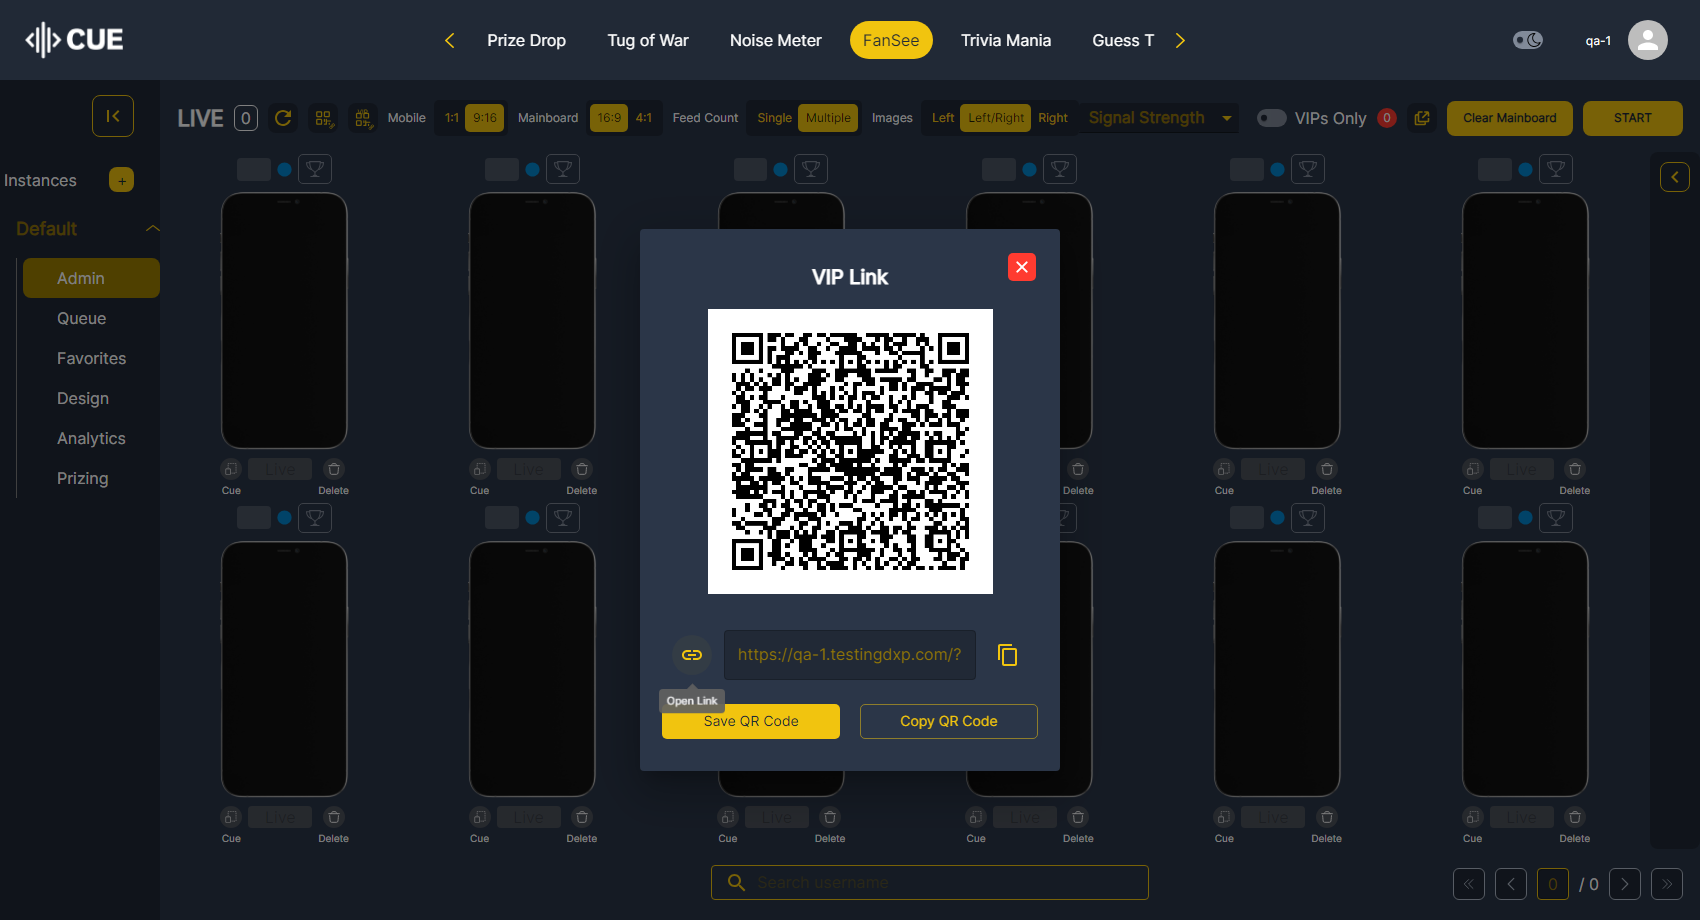 CUE
Prize Drop
Tug of War
Noise Meter
FanSee
Trivia Mania
Guess T
qa-1
LIVE 0
Mobile 1:1 9:16
Mainboard 16:9 4:1
Feed Count Single Multiple
Images Left Left/Right Right
Signal Strength
VIPs Only 0
Clear Mainboard
START
Instances +
Default
Admin
Queue
Favorites
Design
Analytics
Prizing
VIP Link
https://qa-1.testingdxp.com/?
Open Link
Save QR Code
Copy QR Code
Live Live Live Live
Cue Delete Cue Delete Delete Cue Delete Cue Delete
Live Live Live Live Live Live
Cue Delete Cue Delete Cue Delete Cue Delete Cue Delete Cue Delete
Search username
0 / 0